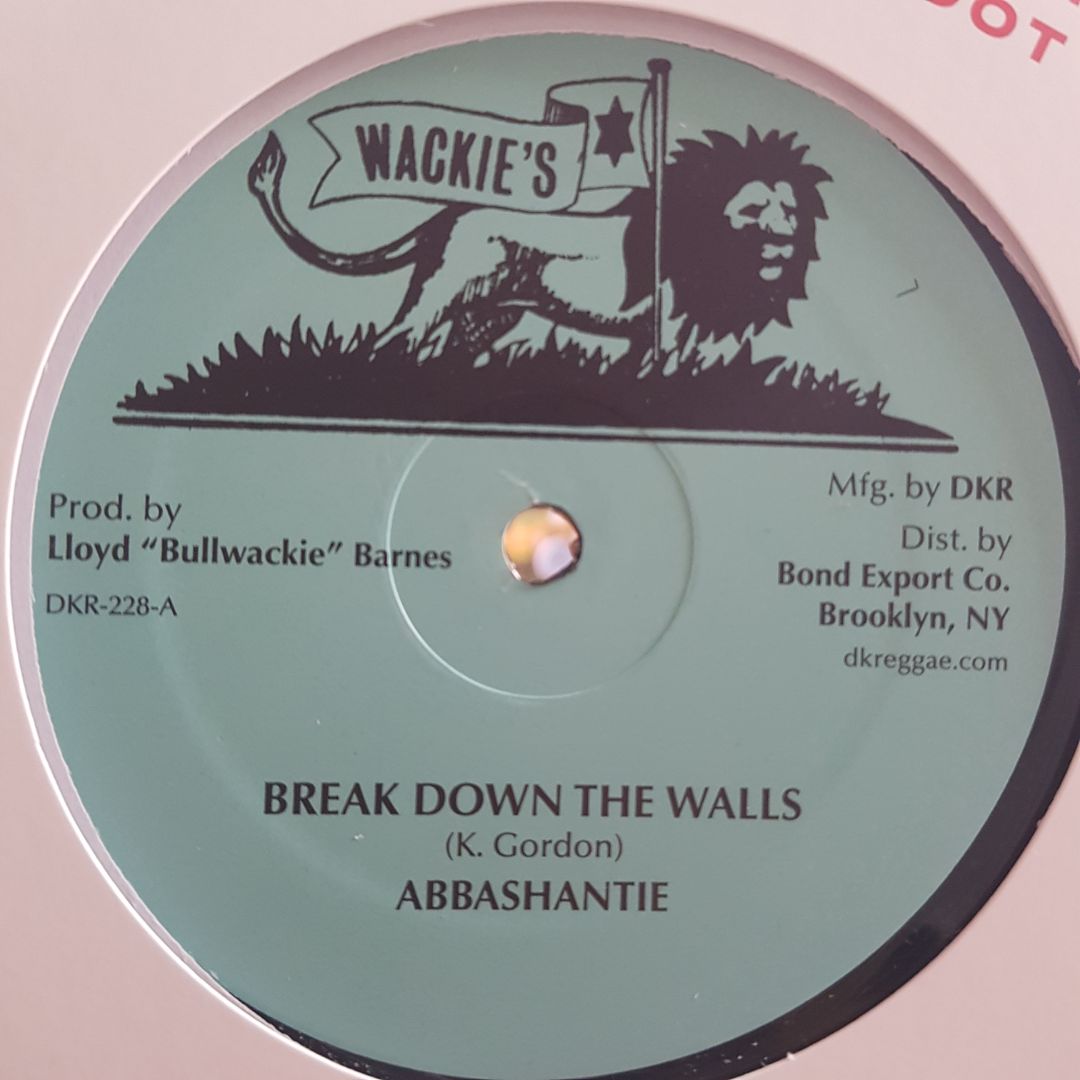 OOT
WACKIE'S
Prod. by
Lloyd “Bullwackie” Barnes
DKR-228-A
Mfg. by DKR
Dist. by
Bond Export Co.
Brooklyn, NY
dkreggae.com
BREAK DOWN THE WALLS
(K. Gordon)
ABBASHANTIE